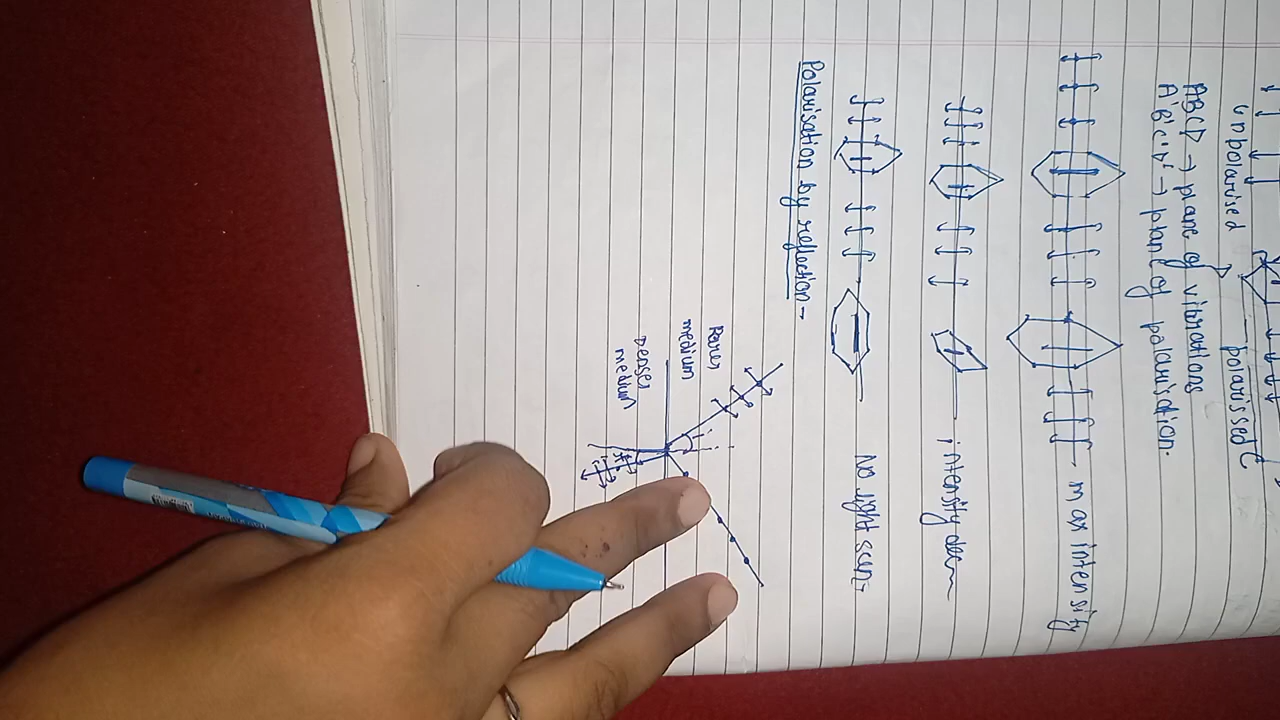 Unpolarised
polarised C
ABCD → plane of vibrations
A'B'C'D' → plane of polarisation.
max intensity
intensity decr
No light seen
Polarisation by reflection -
Rarer
medium
Denser
medium